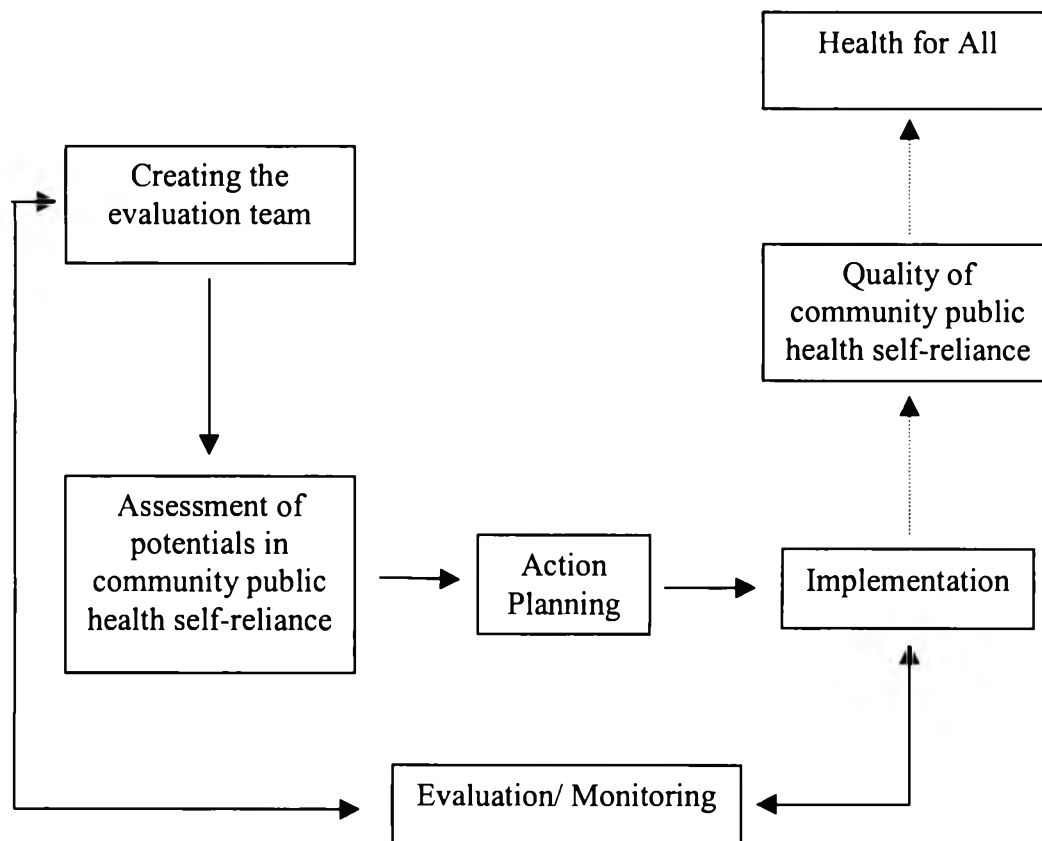 Health for All
Creating the
evaluation team
Quality of
community public
health self-reliance
Assessment of
potentials in
community public
health self-reliance
Action
Planning
Implementation
Evaluation/ Monitoring